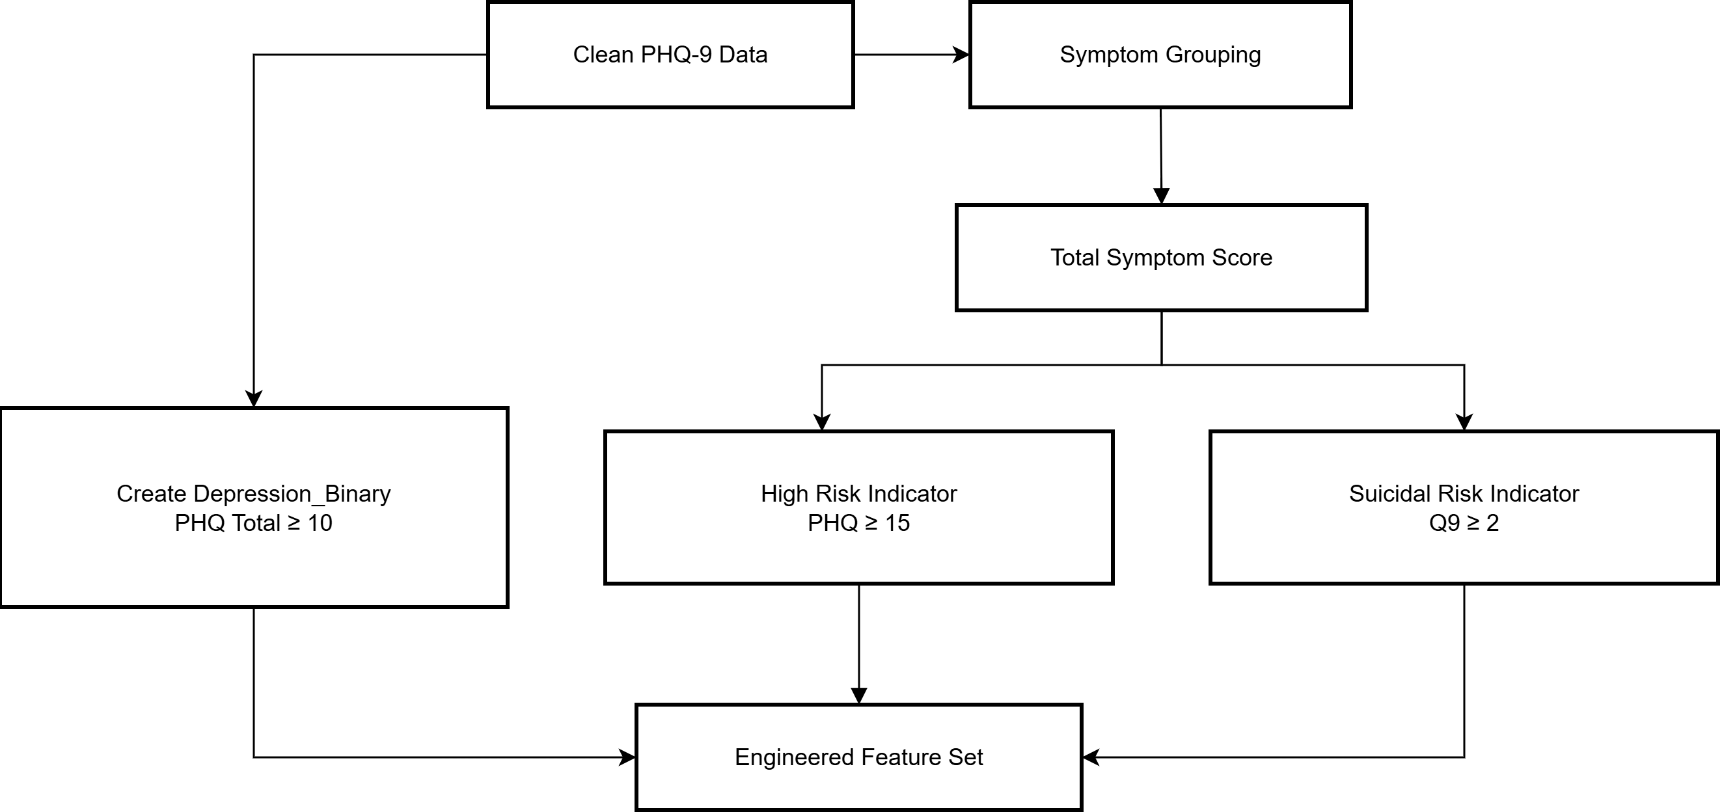 Clean PHQ-9 Data
Symptom Grouping
Total Symptom Score
Create Depression_Binary
PHQ Total ≥ 10
High Risk Indicator
PHQ ≥ 15
Suicidal Risk Indicator
Q9 ≥ 2
Engineered Feature Set